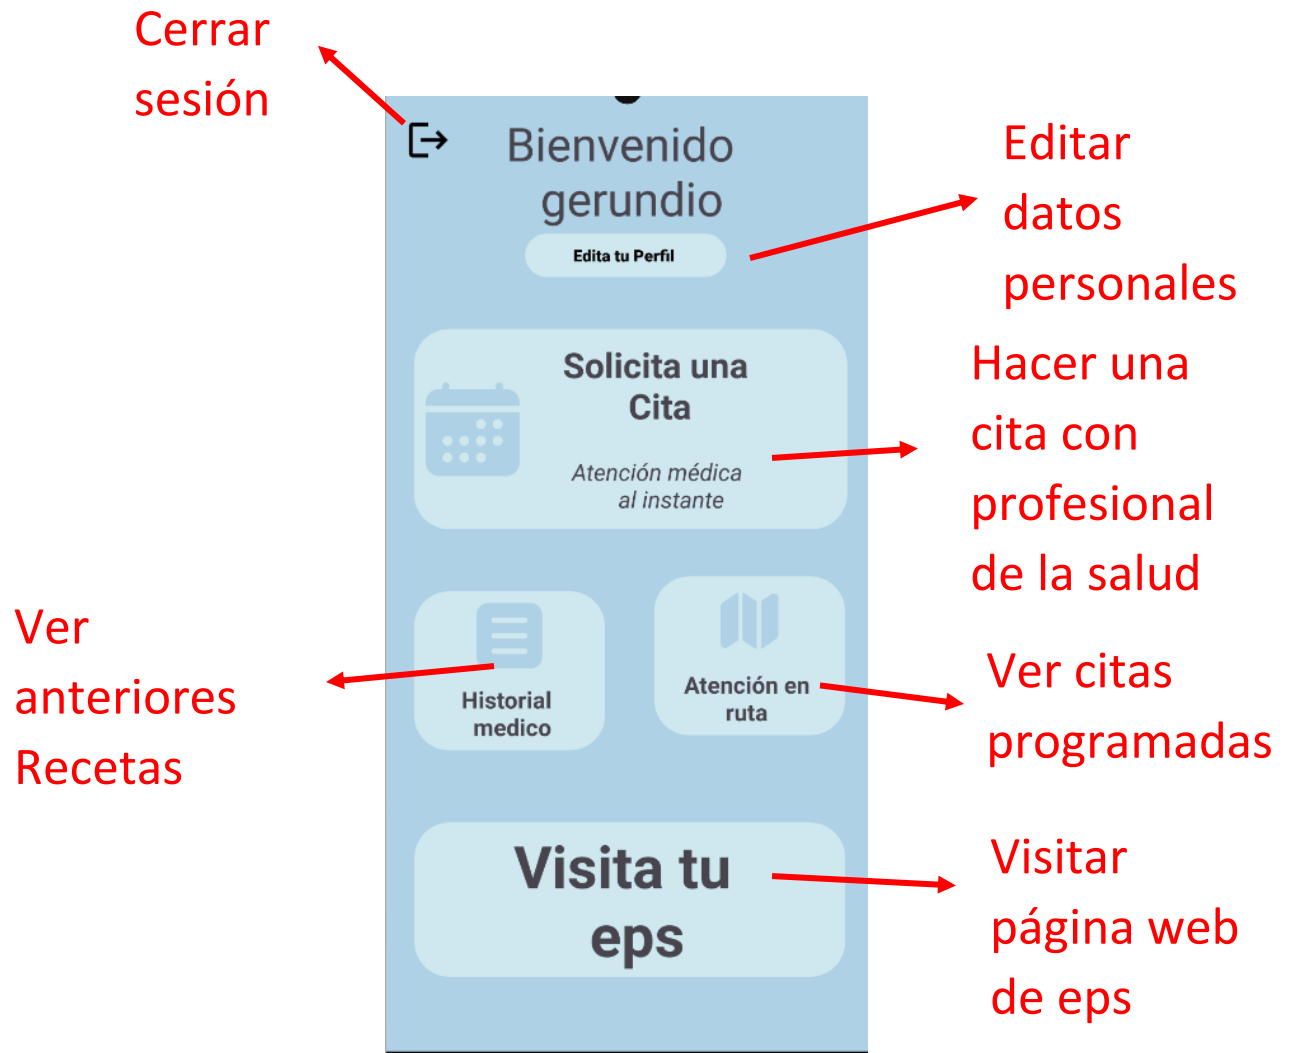 Cerrar
sesión
Bienvenido
gerundio
Edita tu Perfil
Editar
datos
personales
Solicita una
Cita
Atención médica
al instante
Hacer una
cita con
profesional
de la salud
Ver
anteriores
Recetas
Historial
medico
Atención en
ruta
Ver citas
programadas
Visita tu
eps
Visitar
página web
de eps